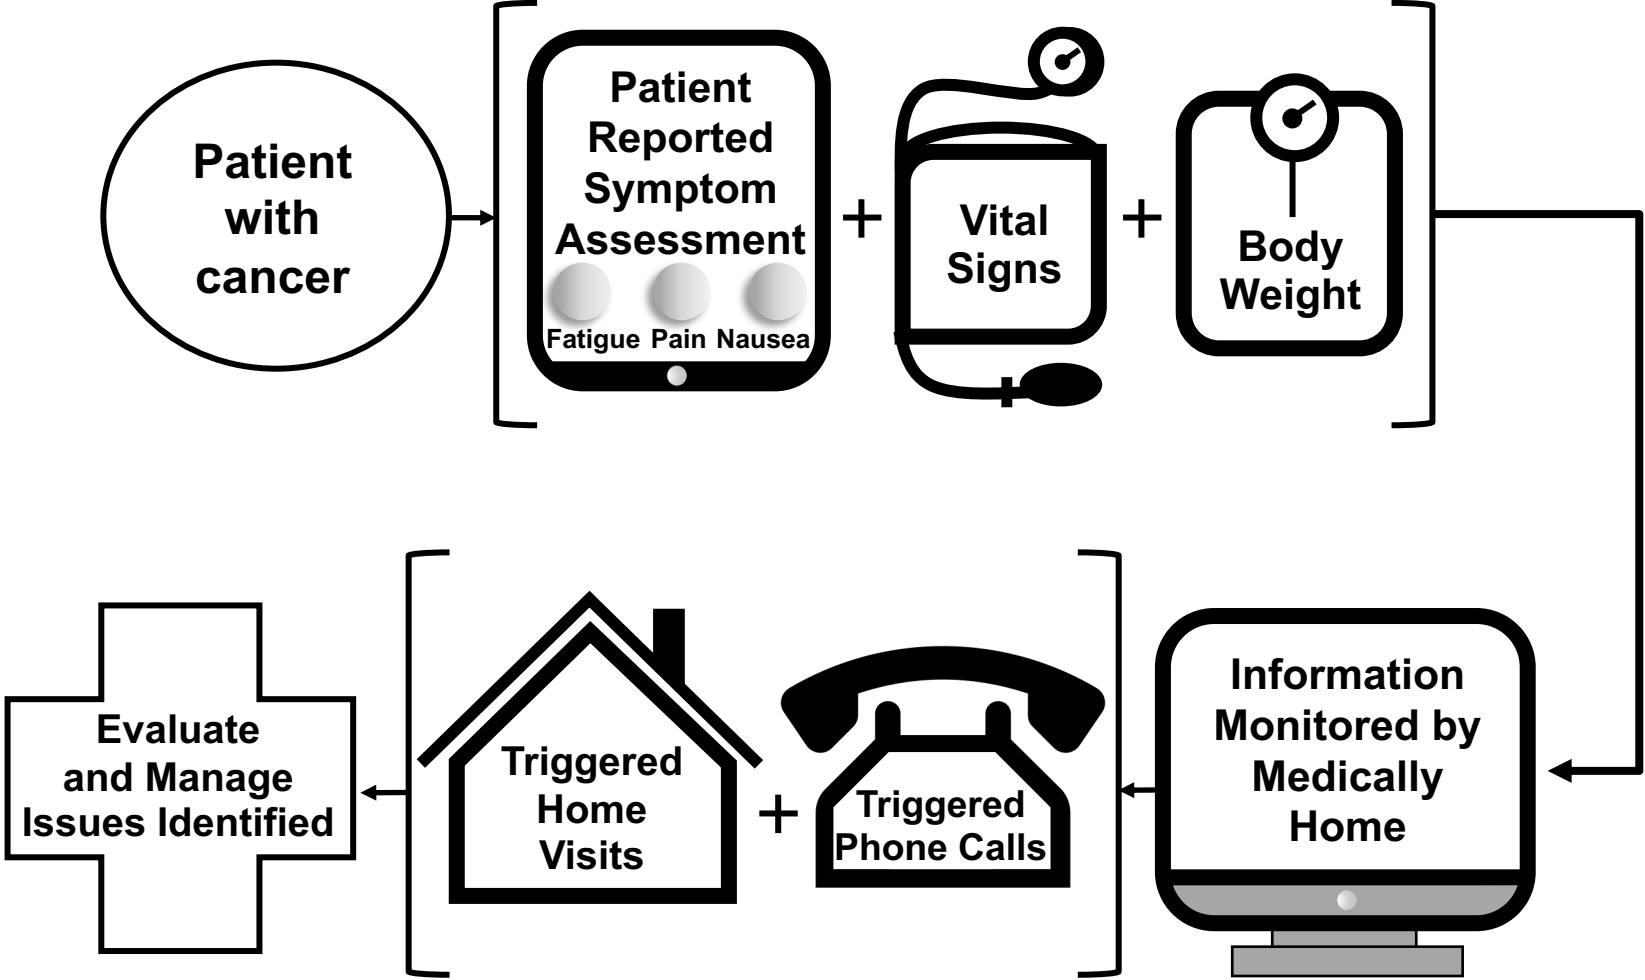 Patient
with
cancer
Patient
Reported
Symptom
Assessment
Fatigue Pain Nausea
+
Vital
Signs
+
Body
Weight
Information
Monitored by
Medically
Home
Triggered
Phone Calls
+
Triggered
Home
Visits
Evaluate
and Manage
Issues Identified